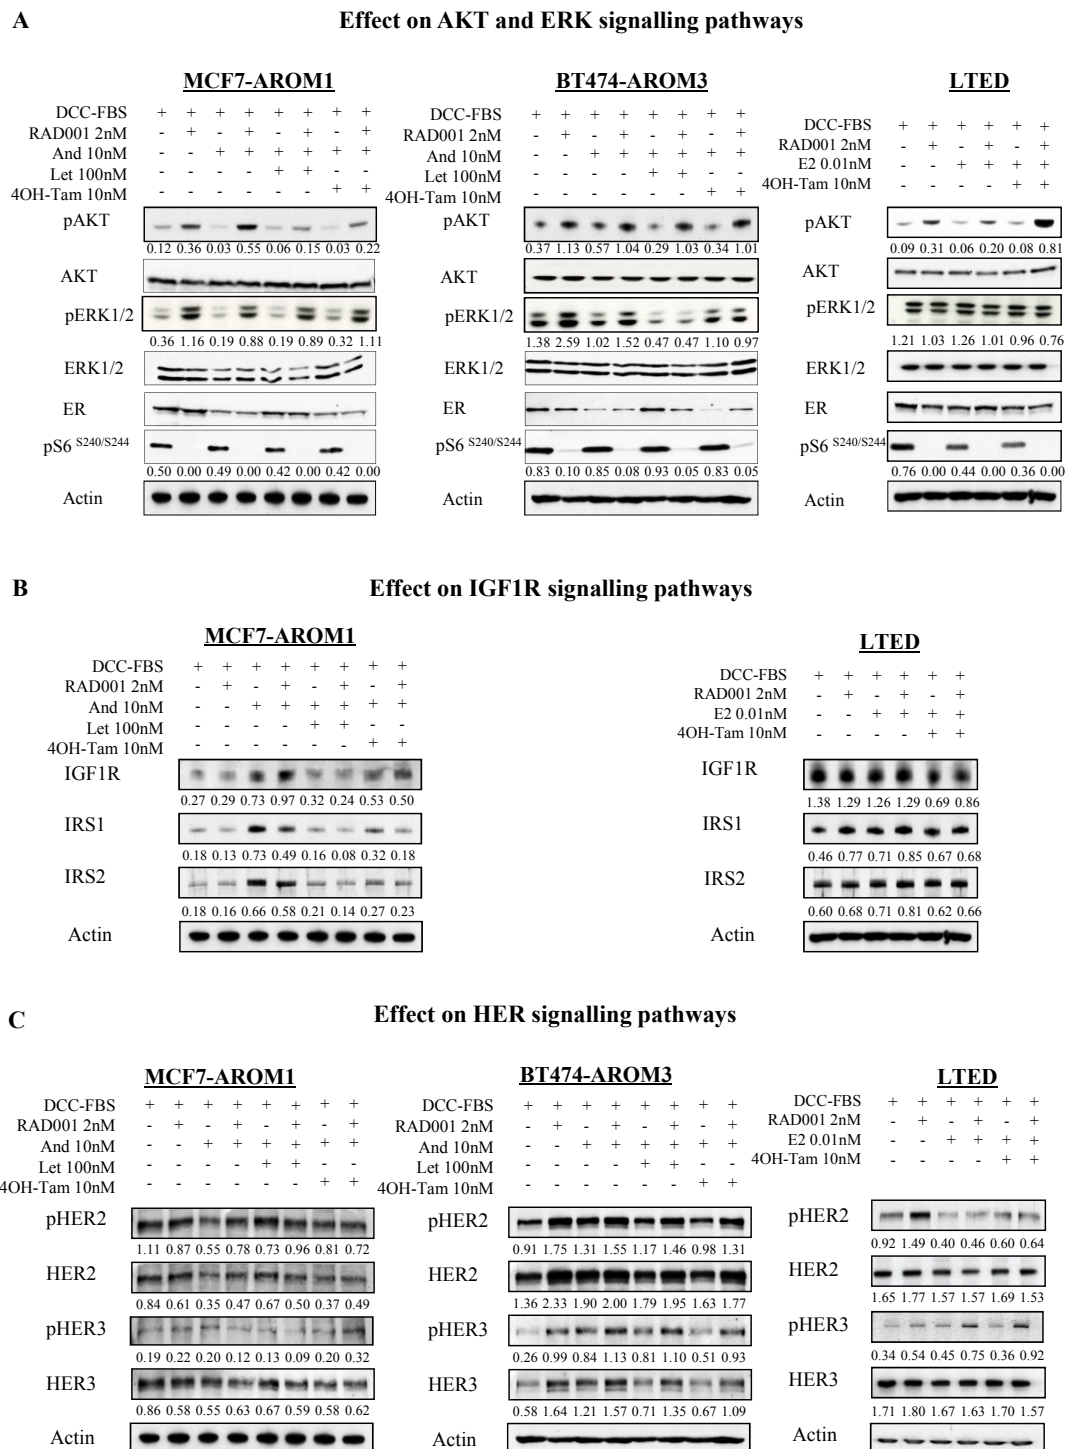 A
Effect on AKT and ERK signalling pathways
MCF7-AROM1
DCC-FBS + + + + + + + +
RAD001 2nM - + - + - + - +
And 10nM - - + + + + + +
Let 100nM - - - - + + - -
4OH-Tam 10nM - - - - - - + +
pAKT
0.12 0.36 0.03 0.55 0.06 0.15 0.03 0.22
AKT
pERK1/2
0.36 1.16 0.19 0.88 0.19 0.89 0.32 1.11
ERK1/2
ER
pS6 S240/S244
0.50 0.00 0.49 0.00 0.42 0.00 0.42 0.00
Actin
BT474-AROM3
DCC-FBS + + + + + + + +
RAD001 2nM - + - + - + - +
And 10nM - - + + + + + +
Let 100nM - - - - + + - -
4OH-Tam 10nM - - - - - - + +
pAKT
0.37 1.13 0.57 1.04 0.29 1.03 0.34 1.01
AKT
pERK1/2
1.38 2.59 1.02 1.52 0.47 0.47 1.10 0.97
ERK1/2
ER
pS6 S240/S244
0.83 0.10 0.85 0.08 0.93 0.05 0.83 0.05
Actin
LTED
DCC-FBS + + + + + +
RAD001 2nM - + - + - +
E2 0.01nM - - + + + +
4OH-Tam 10nM - - - - + +
pAKT
0.09 0.31 0.06 0.20 0.08 0.81
AKT
pERK1/2
1.21 1.03 1.26 1.01 0.96 0.76
ERK1/2
ER
pS6 S240/S244
0.76 0.00 0.44 0.00 0.36 0.00
Actin
B
Effect on IGF1R signalling pathways
MCF7-AROM1
DCC-FBS + + + + + + + +
RAD001 2nM - + - + - + - +
And 10nM - - + + + + + +
Let 100nM - - - - + + - -
4OH-Tam 10nM - - - - - - + +
IGF1R
0.27 0.29 0.73 0.97 0.32 0.24 0.53 0.50
IRS1
0.18 0.13 0.73 0.49 0.16 0.08 0.32 0.18
IRS2
0.18 0.16 0.66 0.58 0.21 0.14 0.27 0.23
Actin
LTED
DCC-FBS + + + + + +
RAD001 2nM - + - + - +
E2 0.01nM - - + + + +
4OH-Tam 10nM - - - - + +
IGF1R
1.38 1.29 1.26 1.29 0.69 0.86
IRS1
0.46 0.77 0.71 0.85 0.67 0.68
IRS2
0.60 0.68 0.71 0.81 0.62 0.66
Actin
C
Effect on HER signalling pathways
MCF7-AROM1
DCC-FBS + + + + + + + +
RAD001 2nM - + - + - + - +
And 10nM - - + + + + + +
Let 100nM - - - - + + - -
4OH-Tam 10nM - - - - - - + +
pHER2
1.11 0.87 0.55 0.78 0.73 0.96 0.81 0.72
HER2
0.84 0.61 0.35 0.47 0.67 0.50 0.37 0.49
pHER3
0.19 0.22 0.20 0.12 0.13 0.09 0.20 0.32
HER3
0.86 0.58 0.55 0.63 0.67 0.59 0.58 0.62
Actin
BT474-AROM3
DCC-FBS + + + + + + + +
RAD001 2nM - + - + - + - +
And 10nM - - + + + + + +
Let 100nM - - - - + + - -
4OH-Tam 10nM - - - - - - + +
pHER2
0.91 1.75 1.31 1.55 1.17 1.46 0.98 1.31
HER2
1.36 2.33 1.90 2.00 1.79 1.95 1.63 1.77
pHER3
0.26 0.99 0.84 1.13 0.81 1.10 0.51 0.93
HER3
0.58 1.64 1.21 1.57 0.71 1.35 0.67 1.09
Actin
LTED
DCC-FBS + + + + + +
RAD001 2nM - + - + - +
E2 0.01nM - - + + + +
4OH-Tam 10nM - - - - + +
pHER2
0.92 1.49 0.40 0.46 0.60 0.64
HER2
1.65 1.77 1.57 1.57 1.69 1.53
pHER3
0.34 0.54 0.45 0.75 0.36 0.92
HER3
1.71 1.80 1.67 1.63 1.70 1.57
Actin